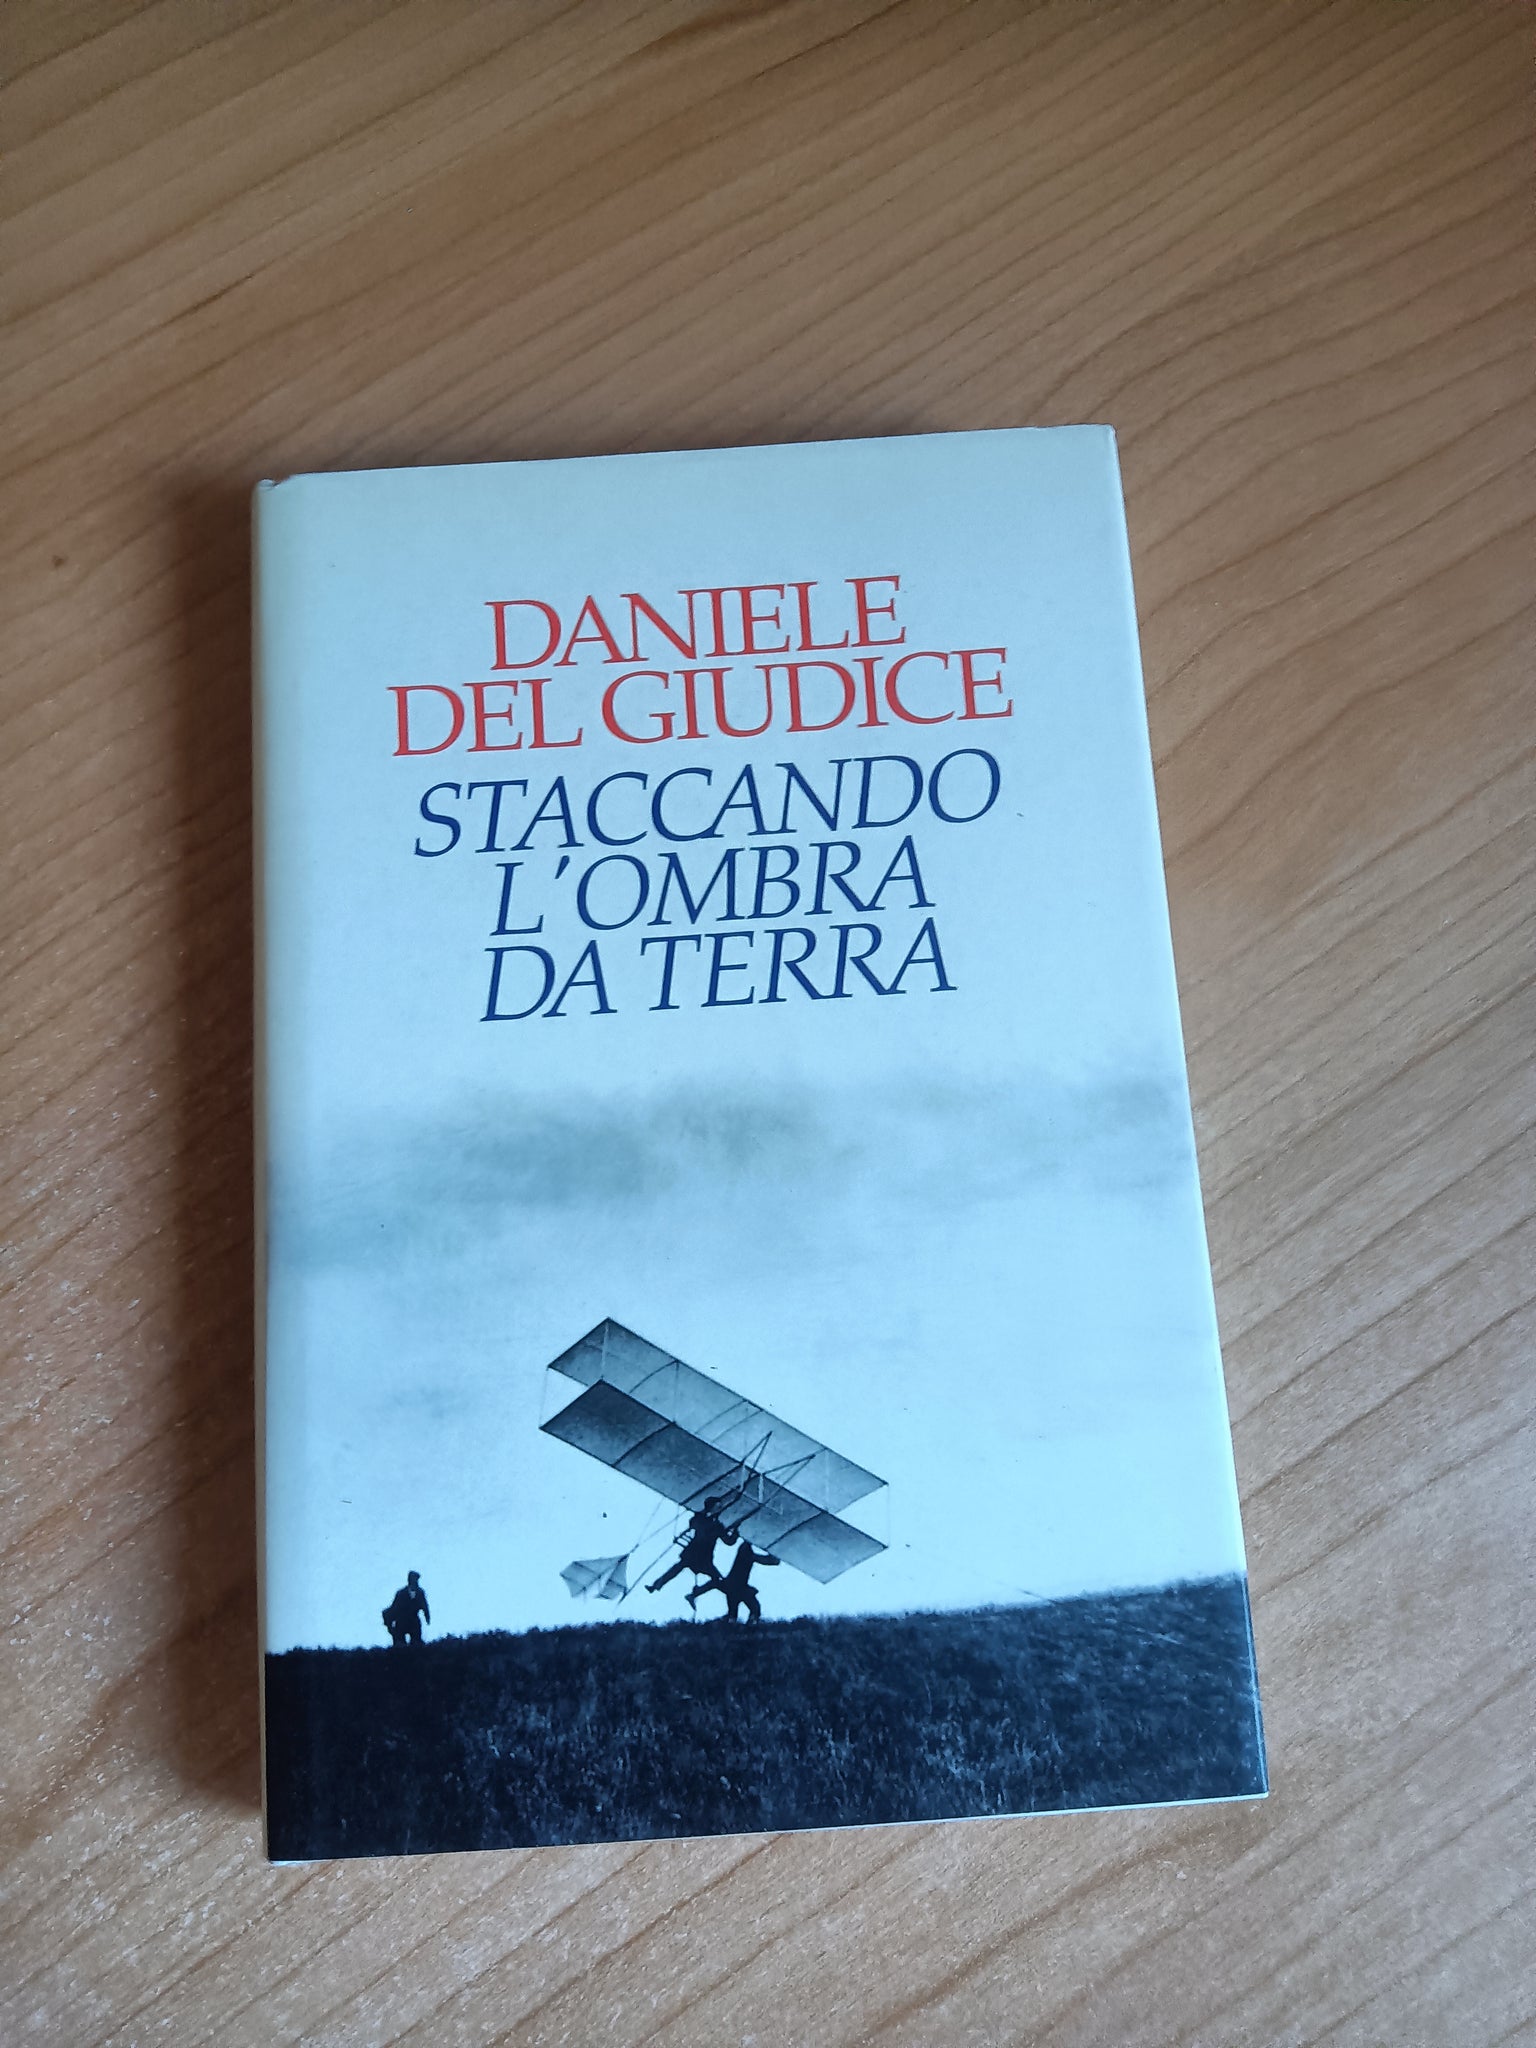 DANIELE
DEL GIUDICE
STACCANDO
L'OMBRA
DA TERRA